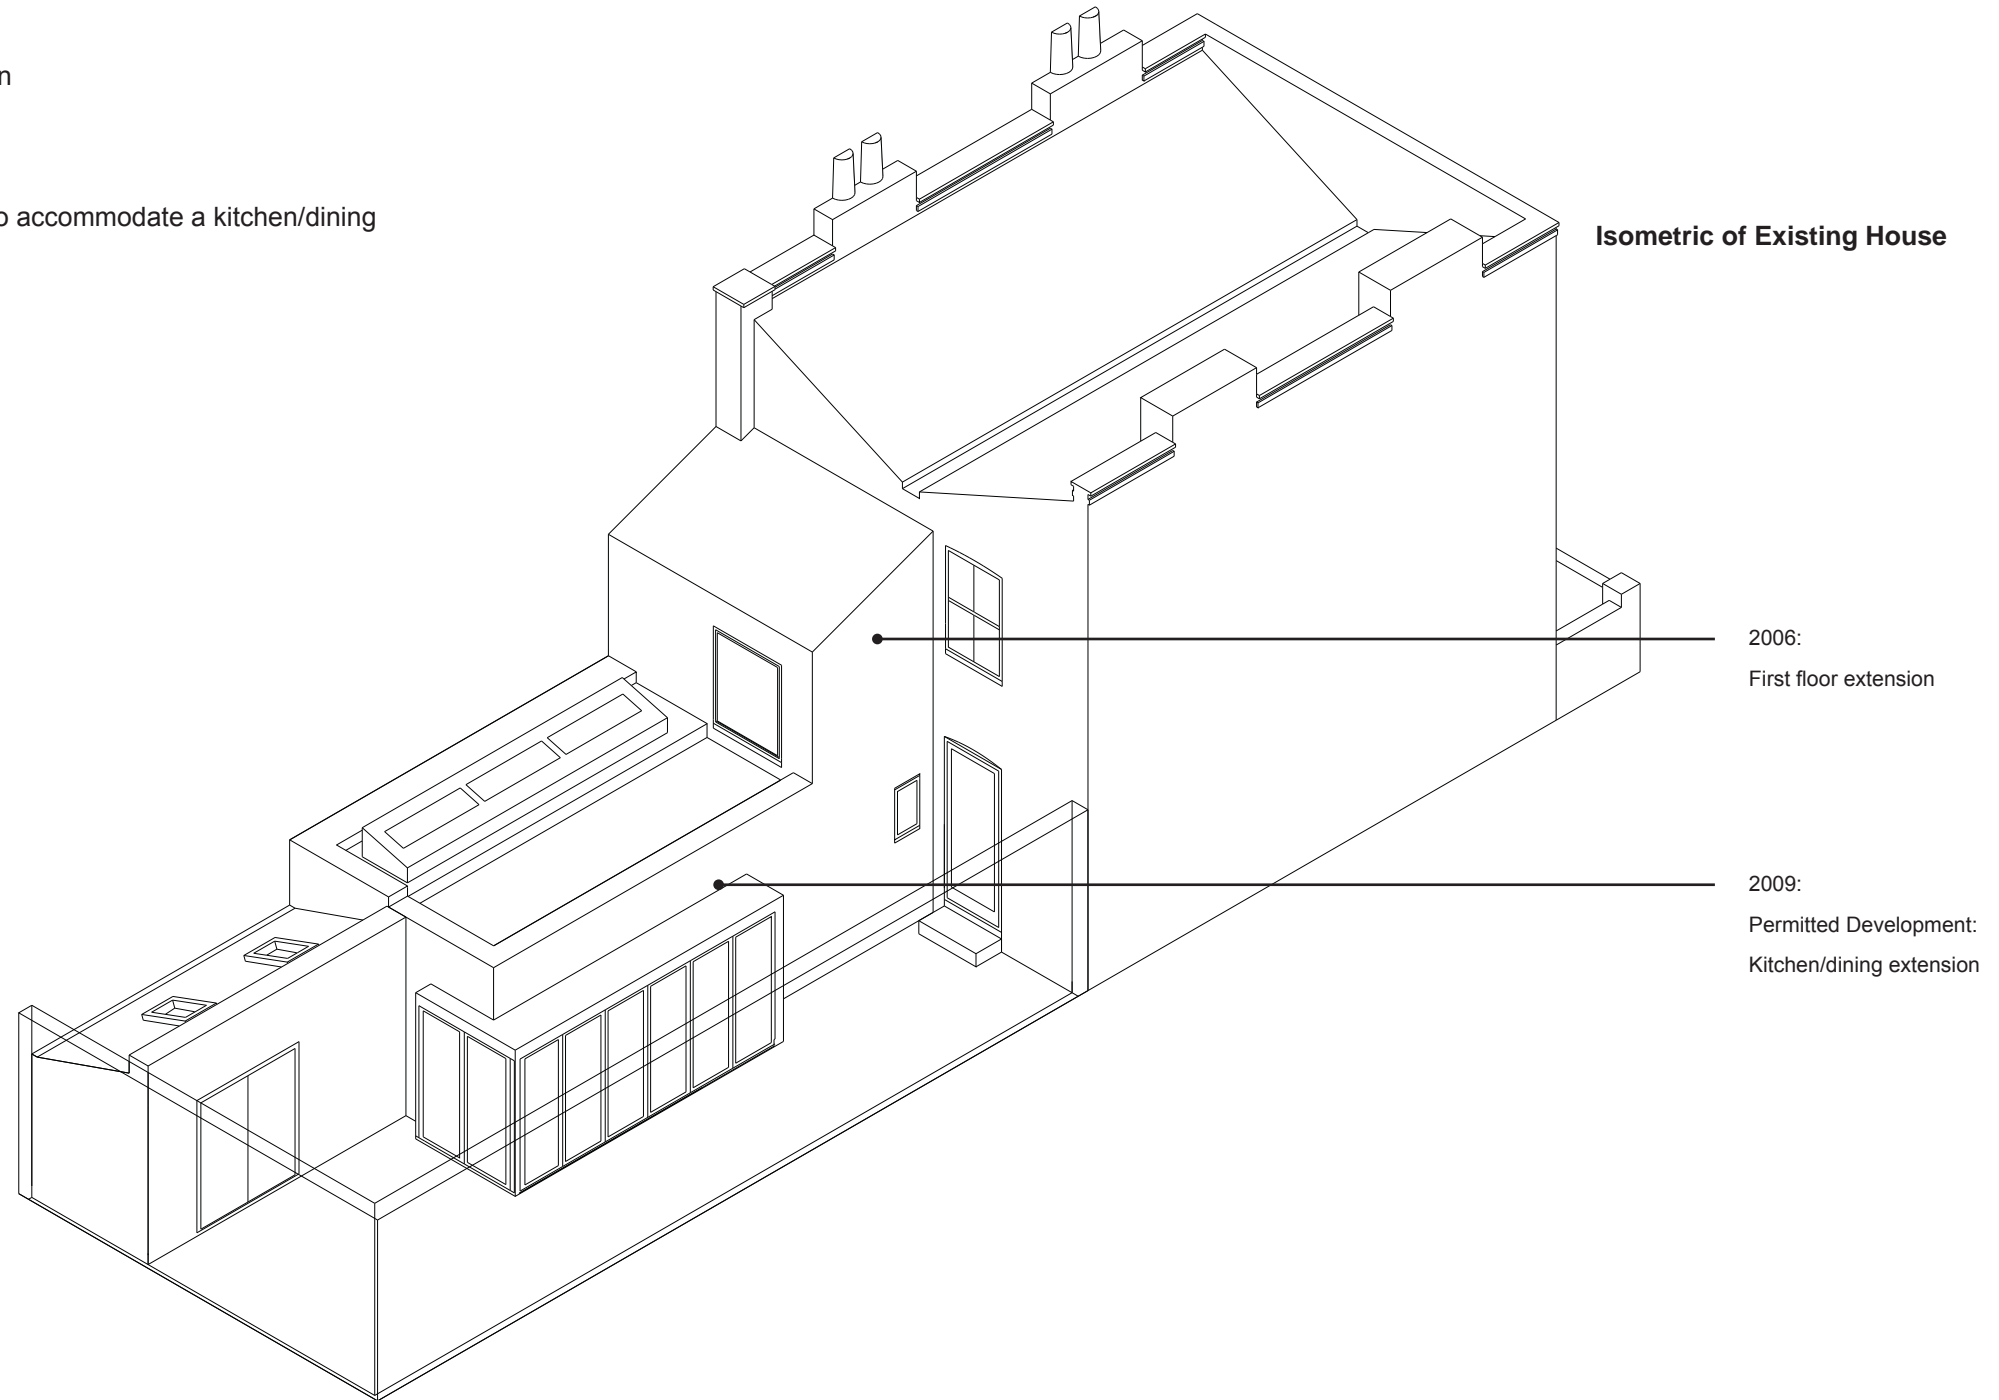 n
o accommodate a kitchen/dining
Isometric of Existing House
2006:
First floor extension
2009:
Permitted Development:
Kitchen/dining extension